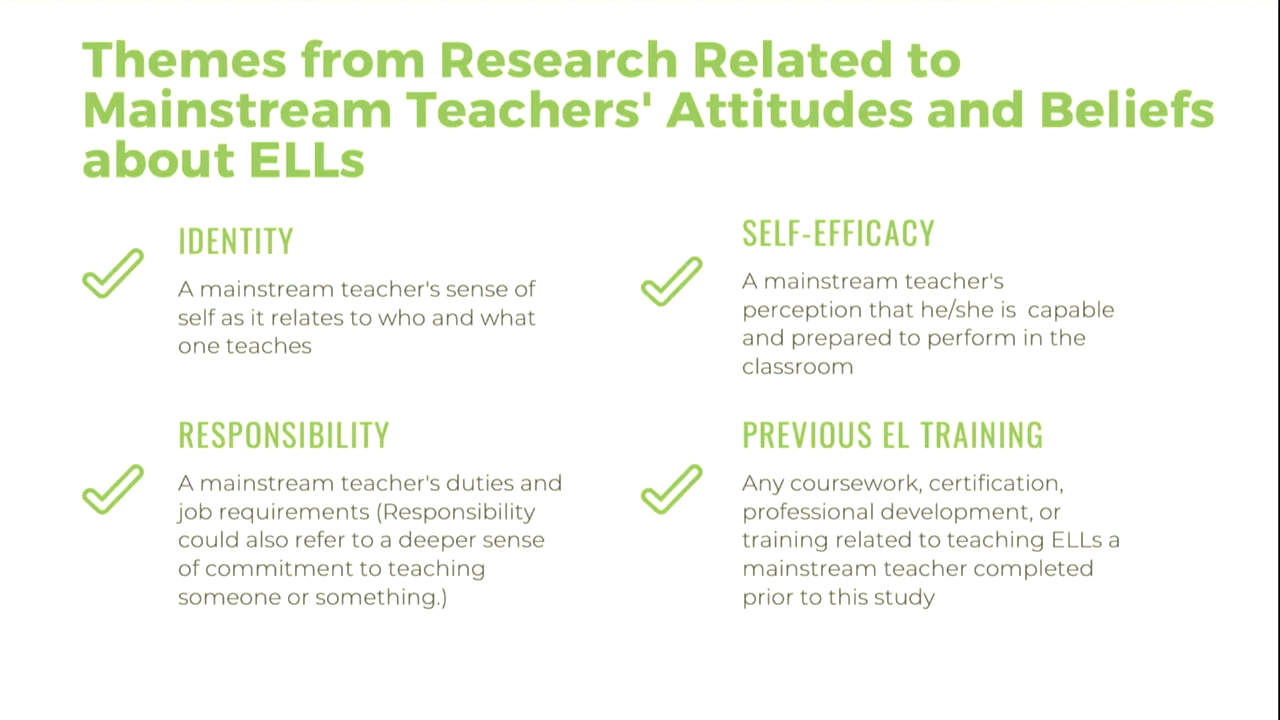 Themes from Research Related to
Mainstream Teachers' Attitudes and Beliefs
about ELLs
IDENTITY
A mainstream teacher's sense of
self as it relates to who and what
one teaches
SELF-EFFICACY
A mainstream teacher's
perception that he/she is  capable
and prepared to perform in the
classroom
RESPONSIBILITY
A mainstream teacher's duties and
job requirements (Responsibility
could also refer to a deeper sense
of commitment to teaching
someone or something.)
PREVIOUS EL TRAINING
Any coursework, certification,
professional development, or
training related to teaching ELLs a
mainstream teacher completed
prior to this study